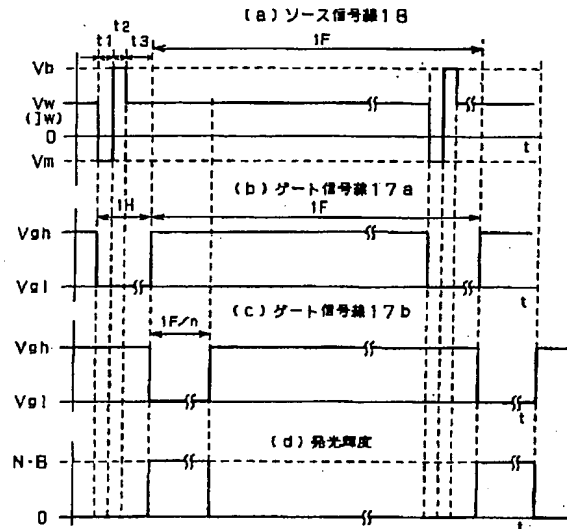 (a)ソース信号線18
t2
t1 t3
1F
Vb
Vw
(Iw)
0
Vm
t
(b)ゲート信号線17a
1H
1F
Vgh
Vgl
t
(c)ゲート信号線17b
1F/n
Vgh
Vgl
t
(d)発光輝度
N·B
0
t